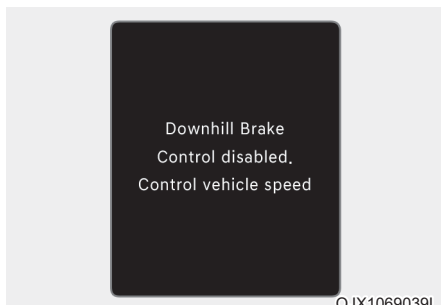 Downhill Brake
Control disabled.
Control vehicle speed
OJX1069039L